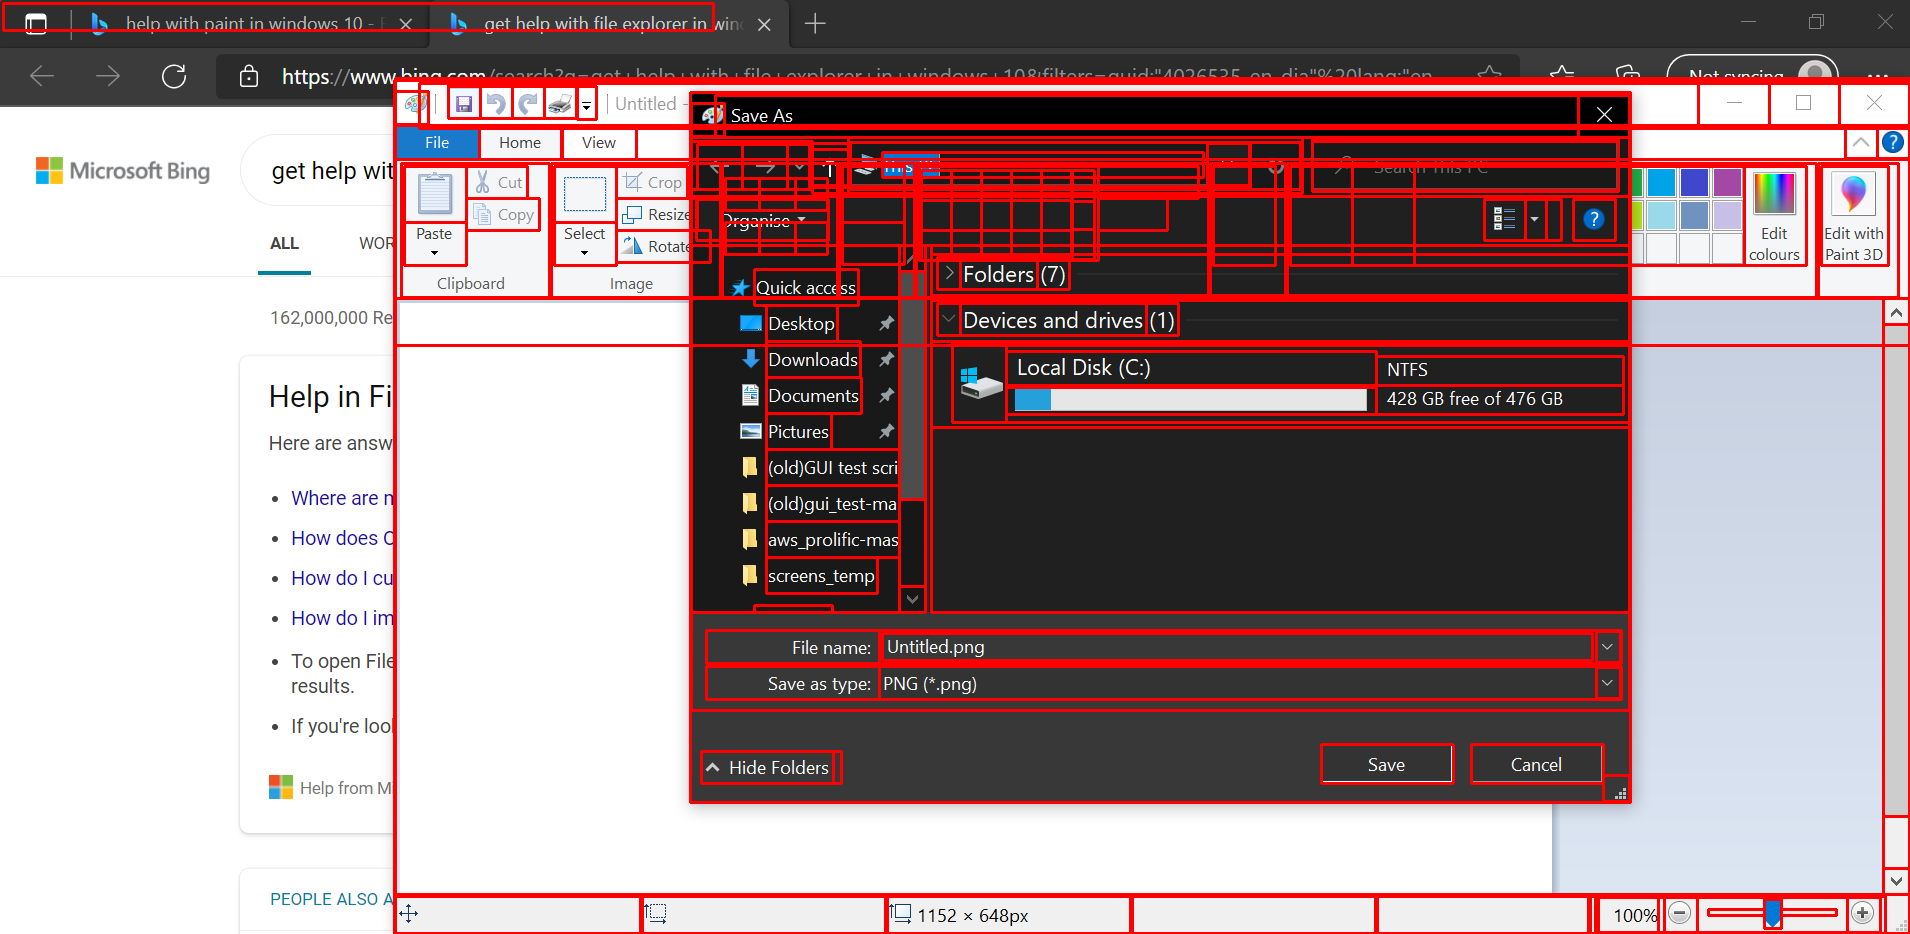 help with paint in windows 10 -
get help with file explorer in win
https://www.bing.com/search?q=get+help+with+file+explorer+in+windows+10&filters=guid:"4026535-en-dia"%20lang:"en
Not syncing
Untitled -
Save As
File
Home
View
Microsoft Bing
get help wit
Search This PC
Cut
Copy
Paste
Clipboard
Crop
Resize
Rotate
Select
Image
Edit colours
Edit with Paint 3D
ALL
WOR
Organise
162,000,000 Re
Quick access
Desktop
Downloads
Documents
Pictures
(old)GUI test scri
(old)gui_test-ma
aws_prolific-mas
screens_temp
Folders (7)
Devices and drives (1)
Local Disk (C:)
NTFS
428 GB free of 476 GB
Help in Fi
Here are answ
Where are m
How does C
How do I cu
How do I im
To open File
results.
If you're loo
Help from Mi
PEOPLE ALSO A
File name: Untitled.png
Save as type: PNG (*.png)
Hide Folders
Save
Cancel
1152 × 648px
100%